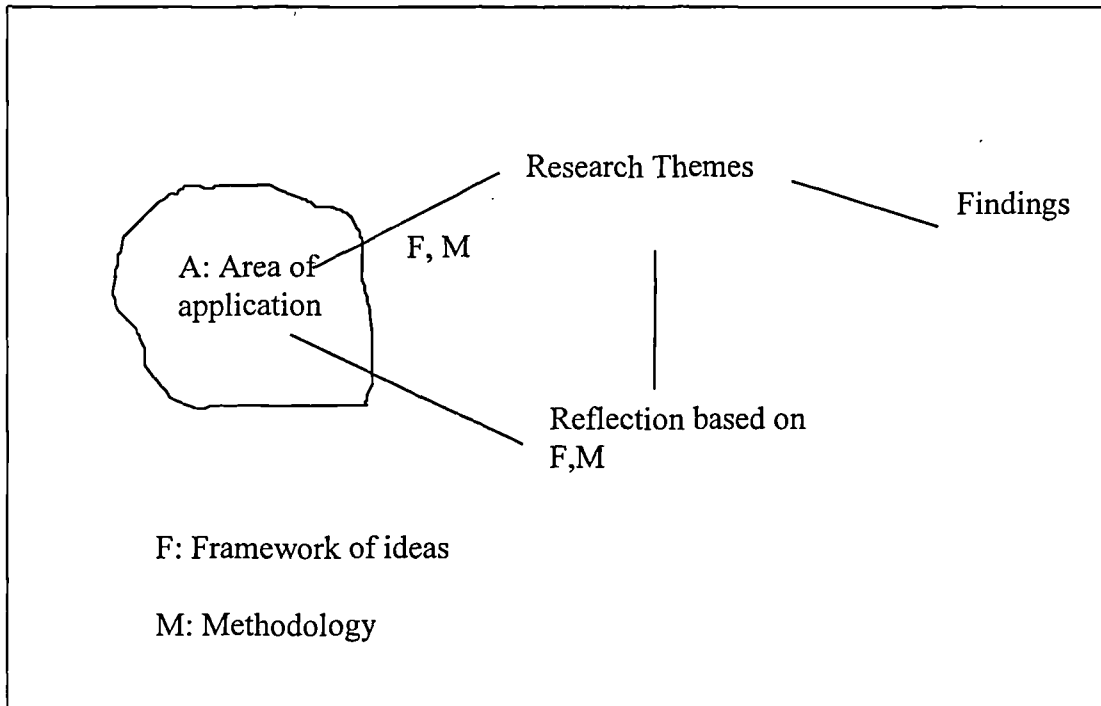 Research Themes
Findings
F, M
A: Area of
application
Reflection based on
F,M
F: Framework of ideas
M: Methodology